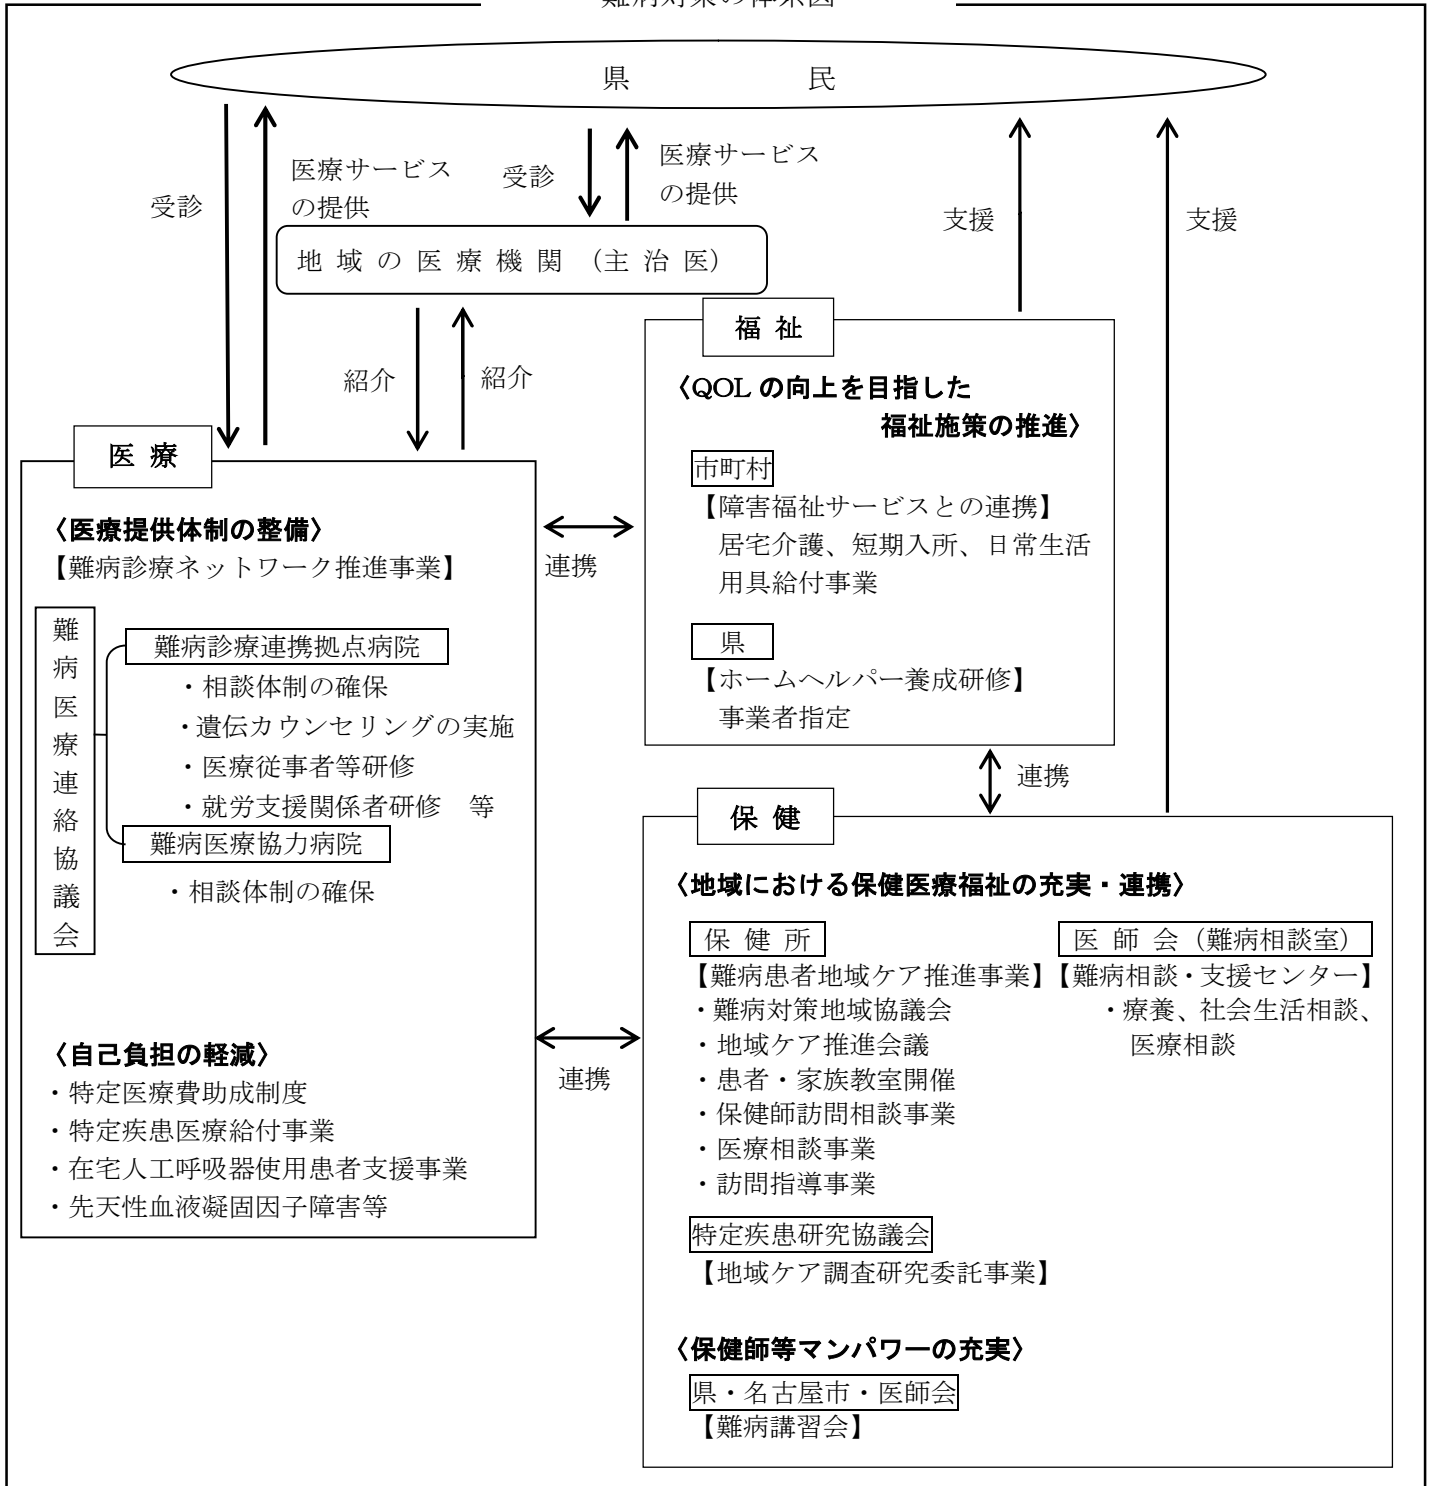 難病対策の体系図
県　　　民
受診
医療サービス
の提供
受診
医療サービス
の提供
支援
支援
地域の医療機関（主治医）
紹介
紹介
医療
〈医療提供体制の整備〉
【難病診療ネットワーク推進事業】
難病医療連絡協議会
難病診療連携拠点病院
・相談体制の確保
・遺伝カウンセリングの実施
・医療従事者等研修
・就労支援関係者研修　等
難病医療協力病院
・相談体制の確保
〈自己負担の軽減〉
・特定医療費助成制度
・特定疾患医療給付事業
・在宅人工呼吸器使用患者支援事業
・先天性血液凝固因子障害等
連携
連携
福祉
〈QOLの向上を目指した
福祉施策の推進〉
市町村
【障害福祉サービスとの連携】
居宅介護、短期入所、日常生活
用具給付事業
県
【ホームヘルパー養成研修】
事業者指定
連携
保健
〈地域における保健医療福祉の充実・連携〉
保健所
【難病患者地域ケア推進事業】
・難病対策地域協議会
・地域ケア推進会議
・患者・家族教室開催
・保健師訪問相談事業
・医療相談事業
・訪問指導事業
医師会（難病相談室）
【難病相談・支援センター】
・療養、社会生活相談、
医療相談
特定疾患研究協議会
【地域ケア調査研究委託事業】
〈保健師等マンパワーの充実〉
県・名古屋市・医師会
【難病講習会】